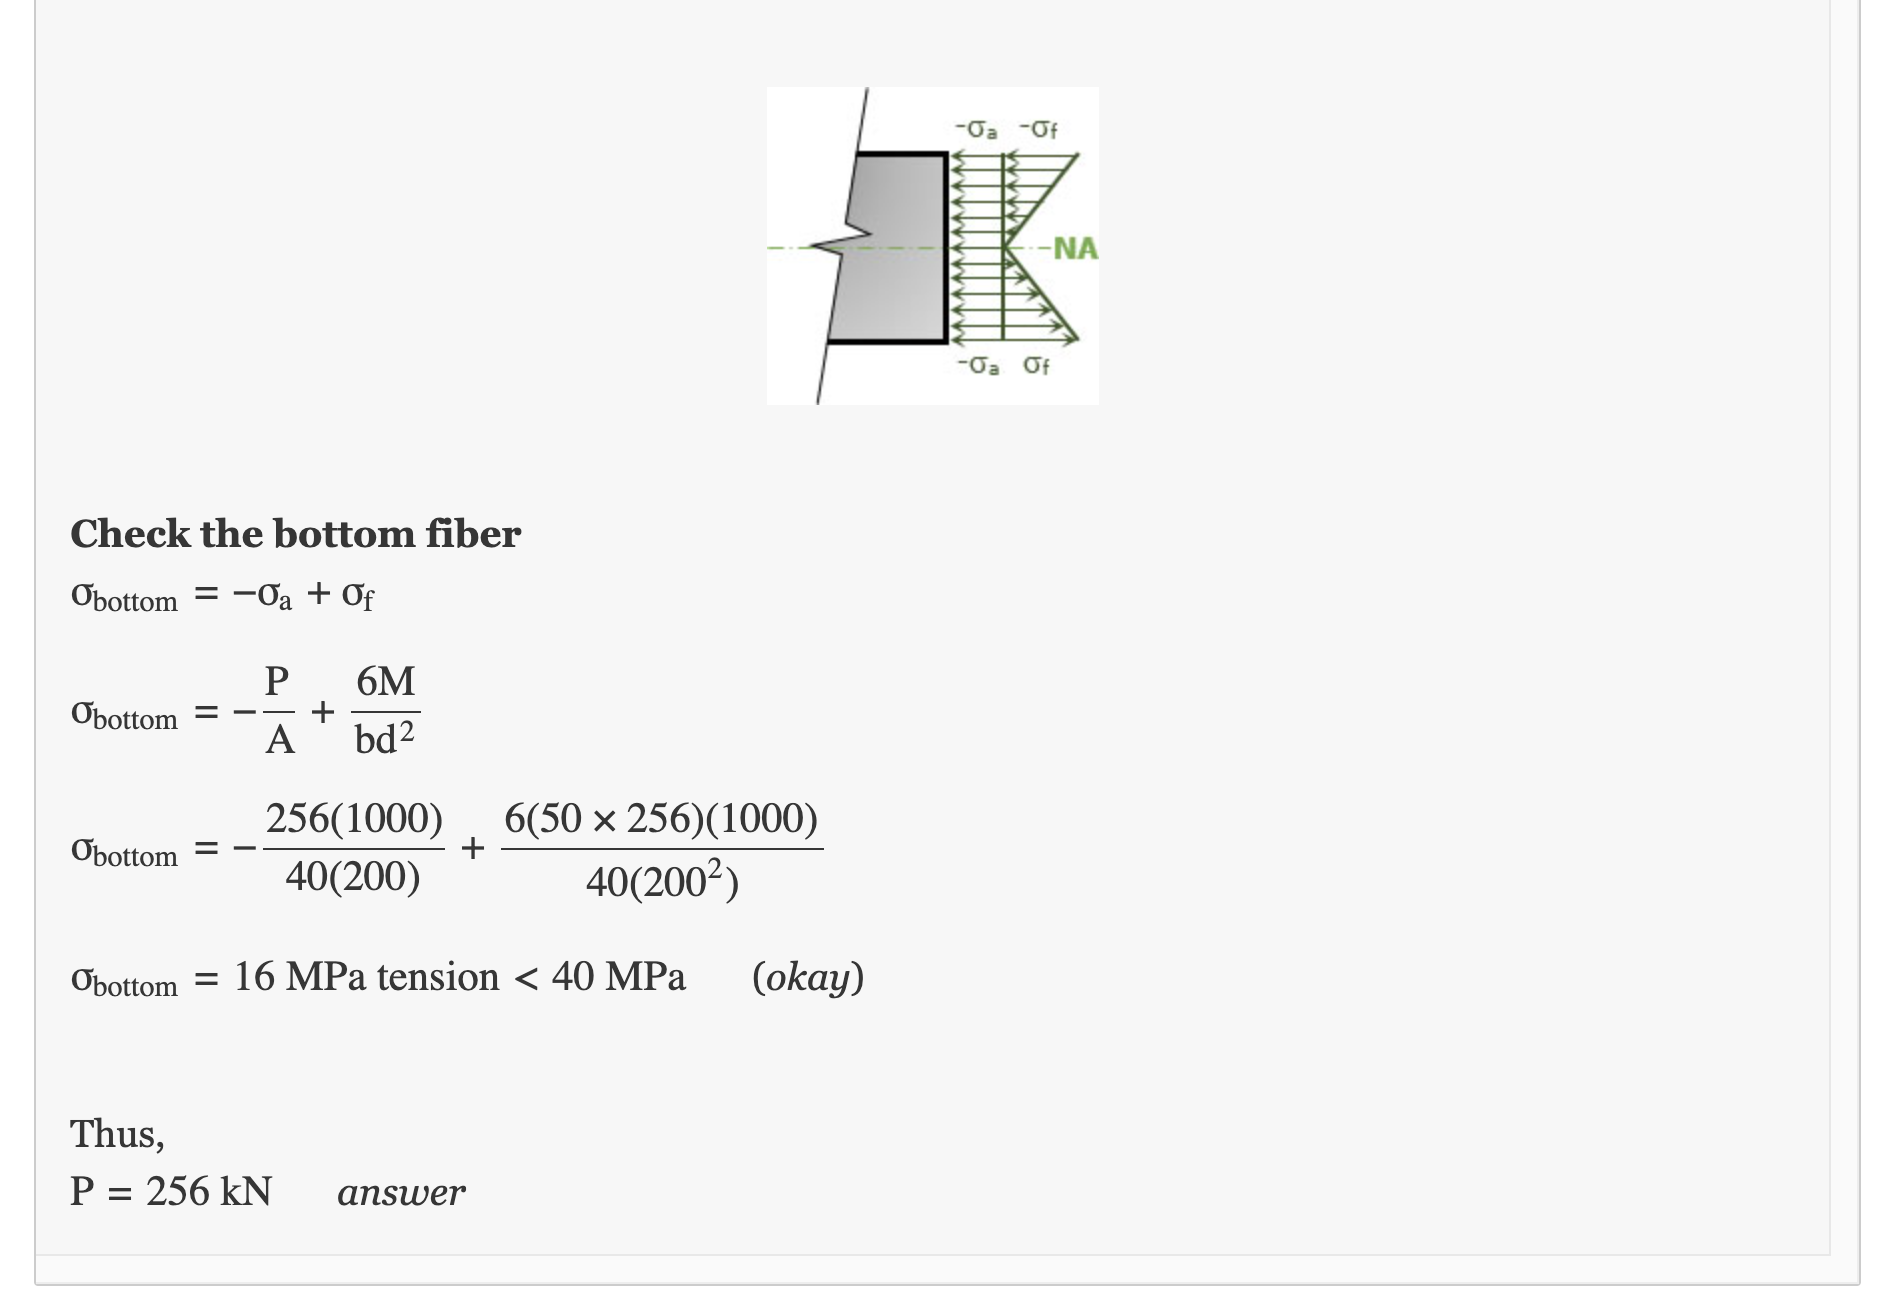 -σa -σf
NA
-σa σf
Check the bottom fiber
σbottom = −σa + σf
σbottom = −P/A + 6M/bd²
σbottom = −256(1000)/40(200) + 6(50 × 256)(1000)/40(200²)
σbottom = 16 MPa tension < 40 MPa (okay)
Thus,
P = 256 kN answer